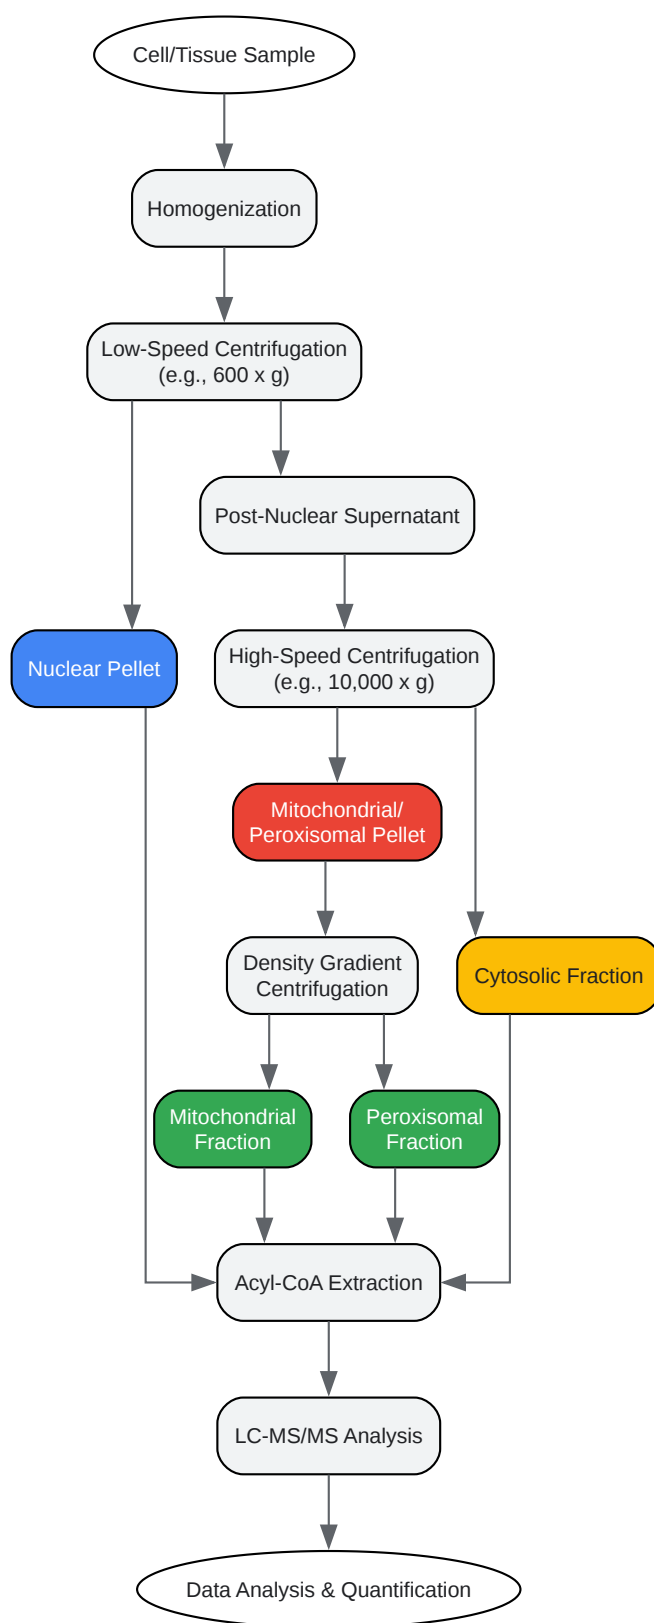 Cell/Tissue Sample
Homogenization
Low-Speed Centrifugation
(e.g., 600 x g)
Post-Nuclear Supernatant
Nuclear Pellet
High-Speed Centrifugation
(e.g., 10,000 x g)
Mitochondrial/
Peroxisomal Pellet
Density Gradient
Centrifugation
Cytosolic Fraction
Mitochondrial
Fraction
Peroxisomal
Fraction
Acyl-CoA Extraction
LC-MS/MS Analysis
Data Analysis & Quantification